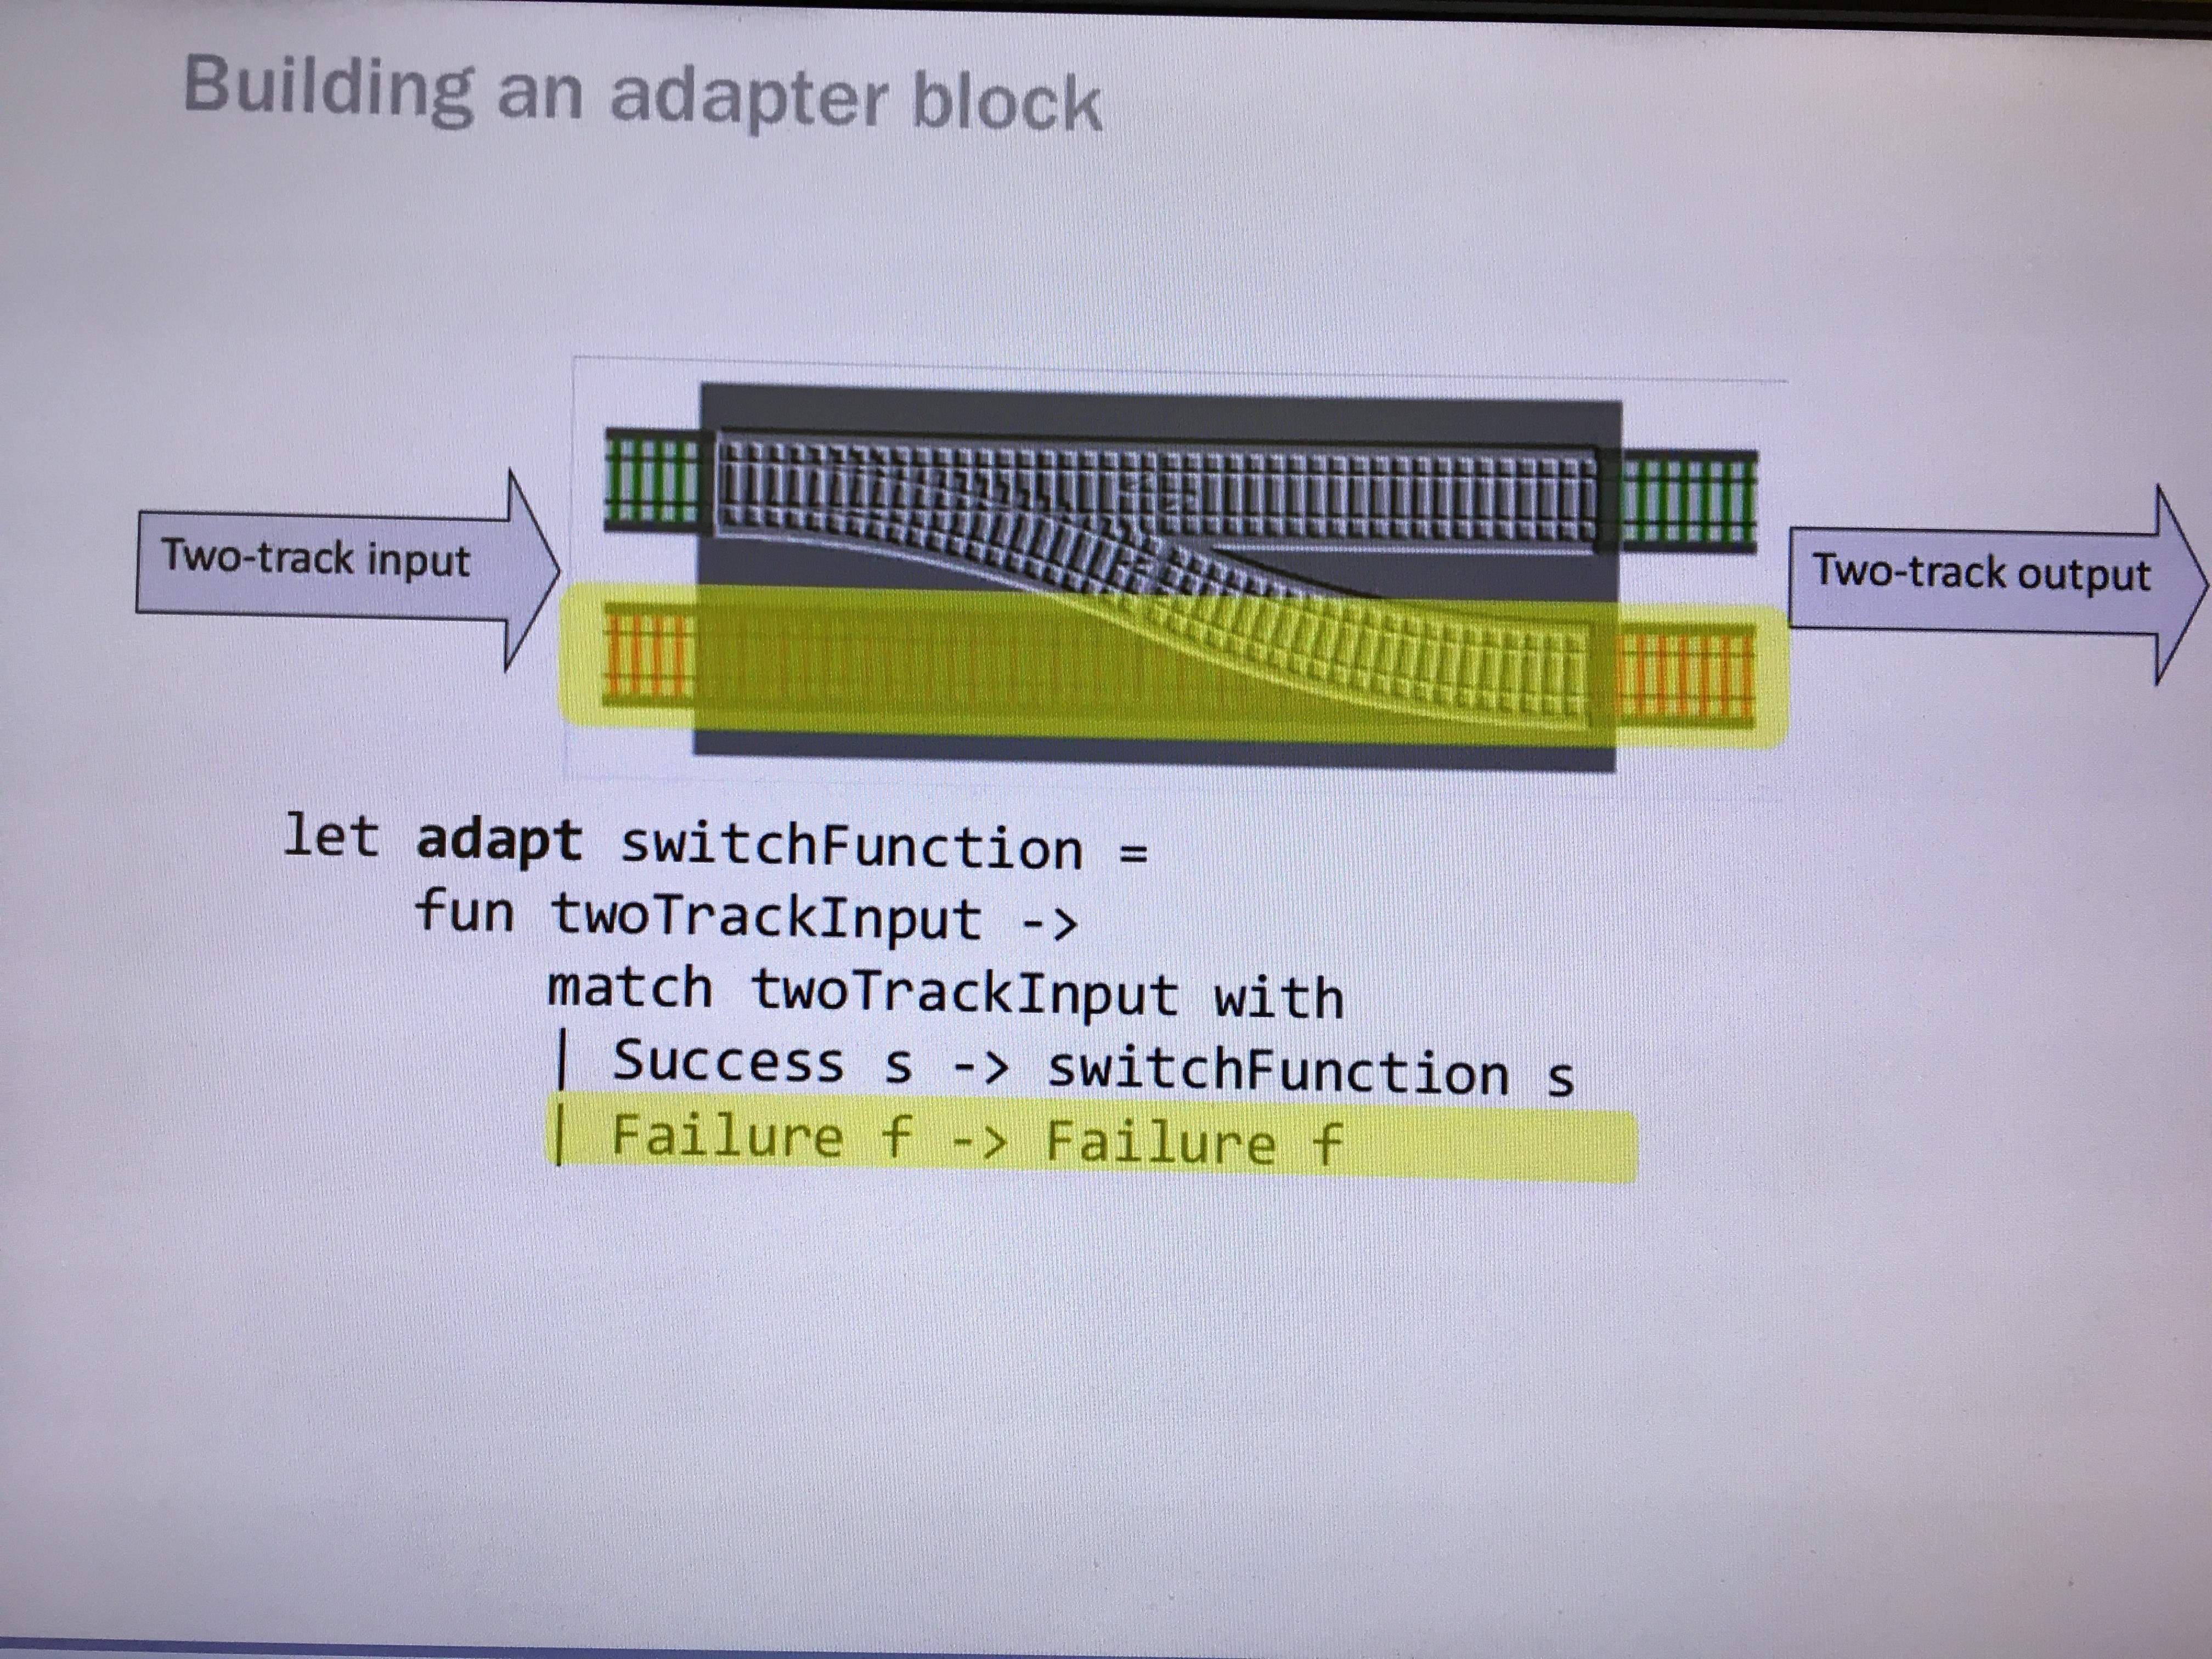 Building an adapter block
Two-track input
Two-track output
let adapt switchFunction =
    fun twoTrackInput ->
        match twoTrackInput with
        | Success s -> switchFunction s
        | Failure f -> Failure f